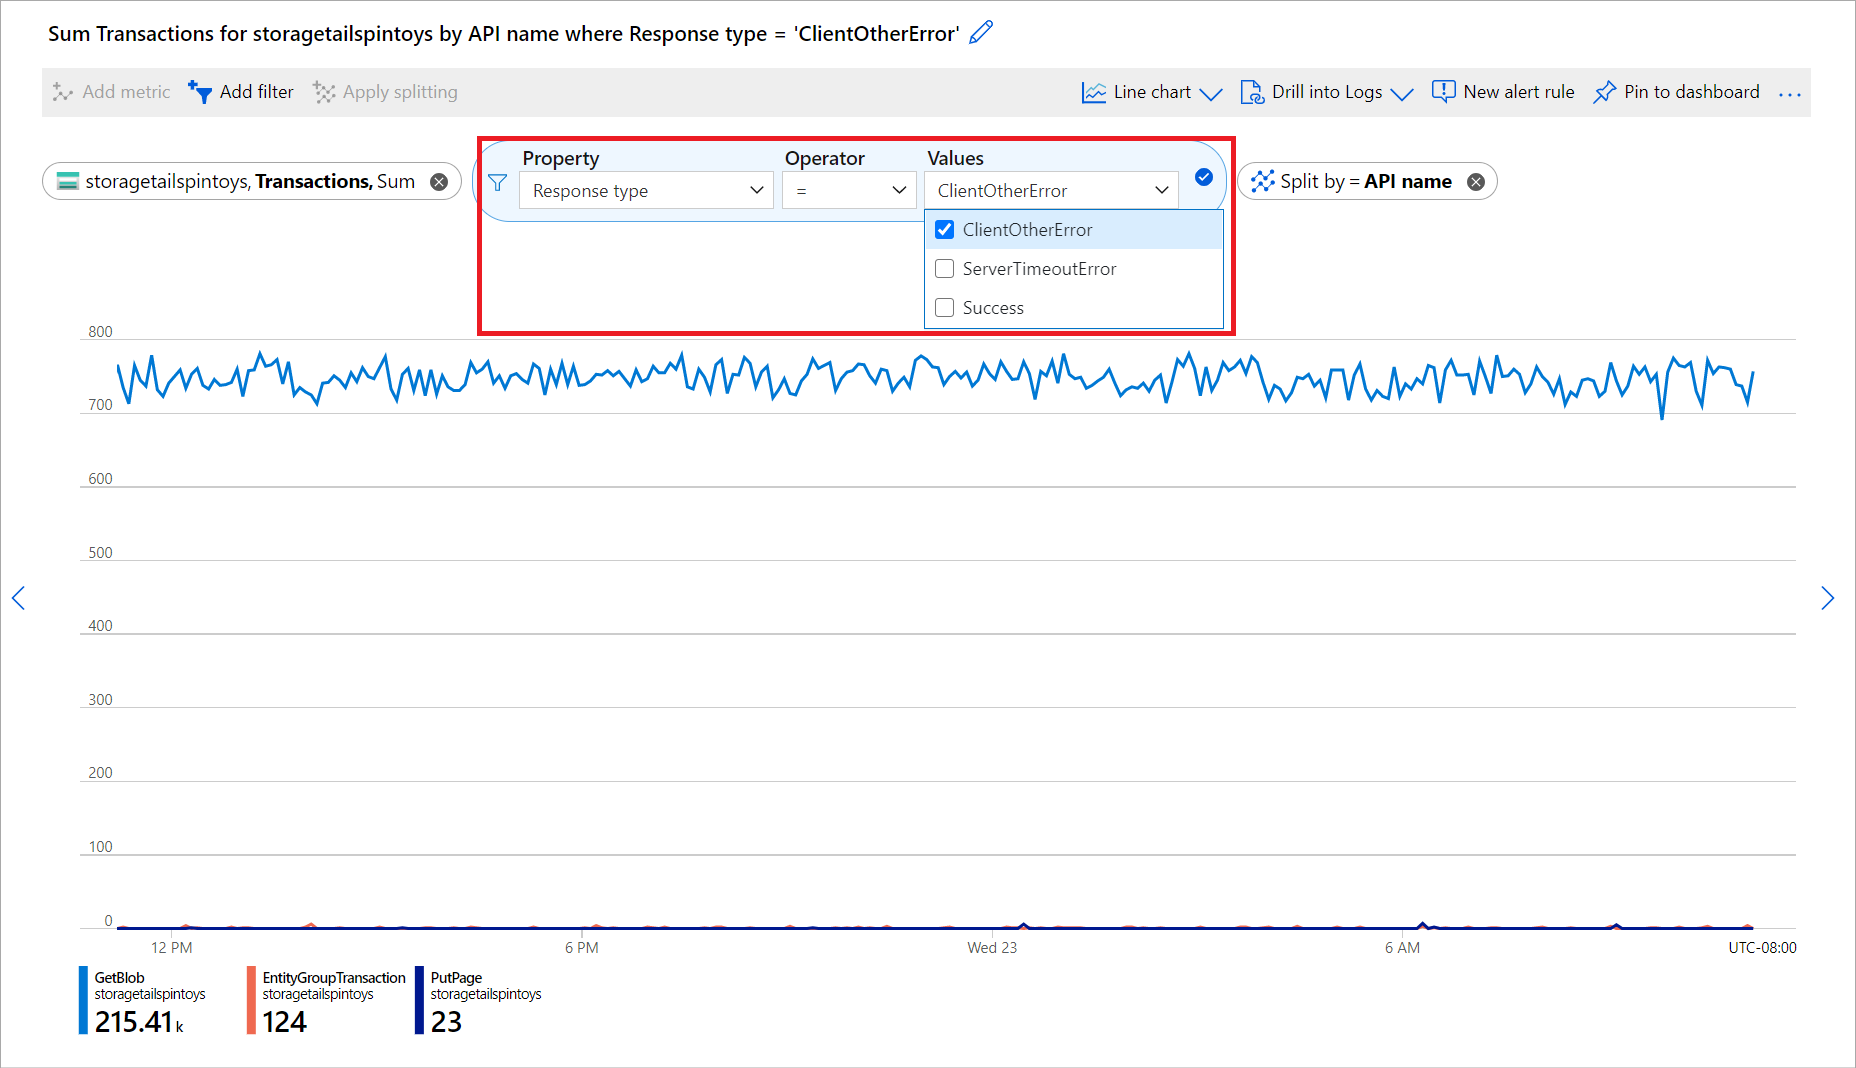 Sum Transactions for storagetailspintoys by API name where Response type = 'ClientOtherError'
Add metric Add filter Apply splitting Line chart Drill into Logs New alert rule Pin to dashboard ...
storagetailspintoys, Transactions, Sum
Property Operator Values
Response type = ClientOtherError
Split by = API name
ClientOtherError
ServerTimeoutError
Success
800
700
600
500
400
300
200
100
0
12 PM 6 PM Wed 23 6 AM UTC-08:00
GetBlob
storagetailspintoys
215.41 k
EntityGroupTransaction
storagetailspintoys
124
PutPage
storagetailspintoys
23